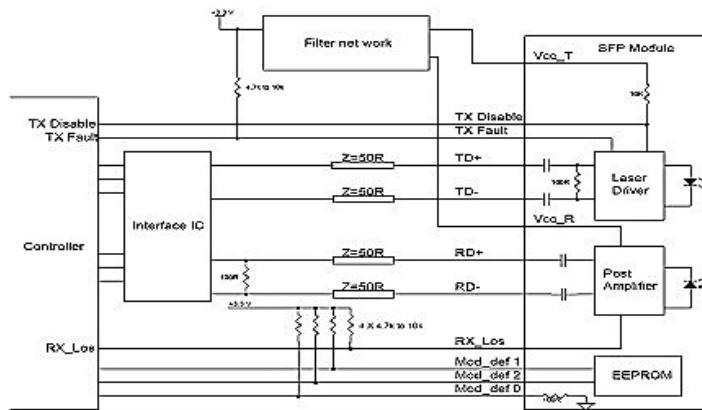 +3.3V
Filter net work
SFP Module
Vcc_T
4.7k to 10k
10K
TX Disable
TX Disable
TX Fault
TX Fault
Z=50R
TD+
Z=50R
TD-
100R
Laser
Driver
Interface IC
Vcc_R
Controller
Z=50R
RD+
100R
Z=50R
RD-
Post
Amplifier
+3.3V
4 X 4.7k to 10k
RX_Los
RX_Los
Mod_def 1
Mod_def 2
Mod_def 0
EEPROM